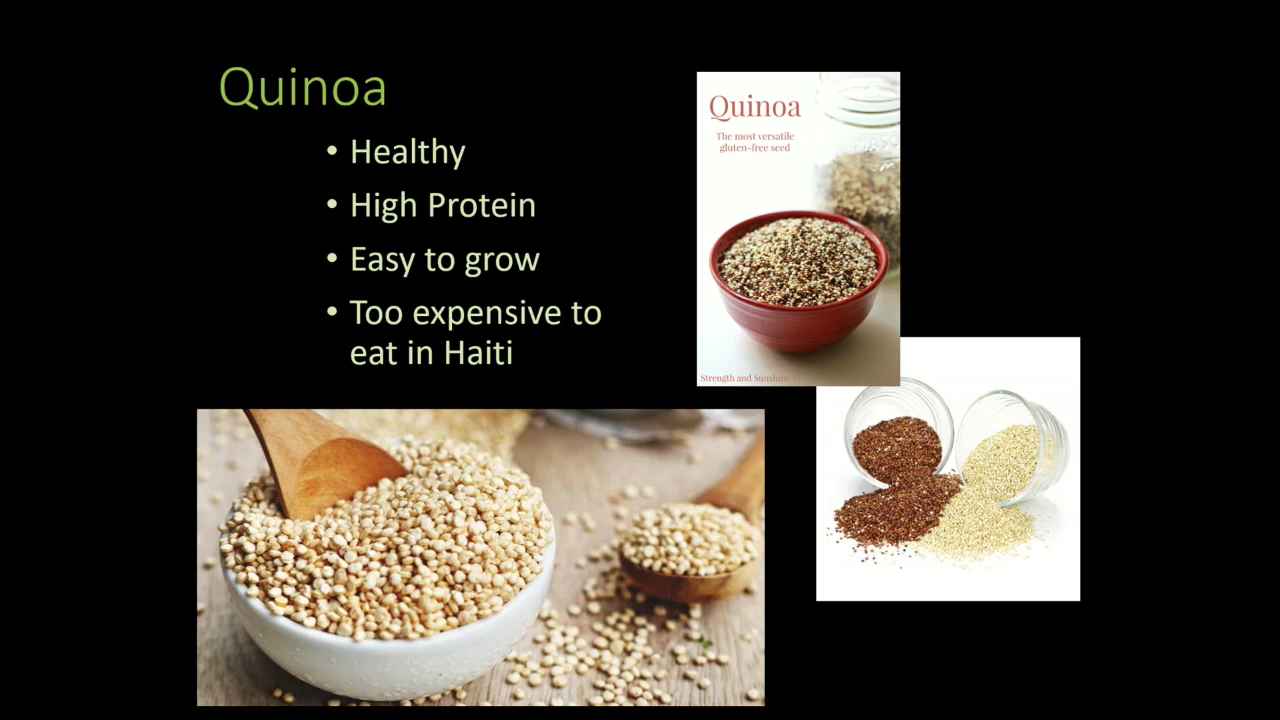 Quinoa
• Healthy
• High Protein
• Easy to grow
• Too expensive to
eat in Haiti
Quinoa
The most versatile
gluten-free seed
Strength and Sunshine